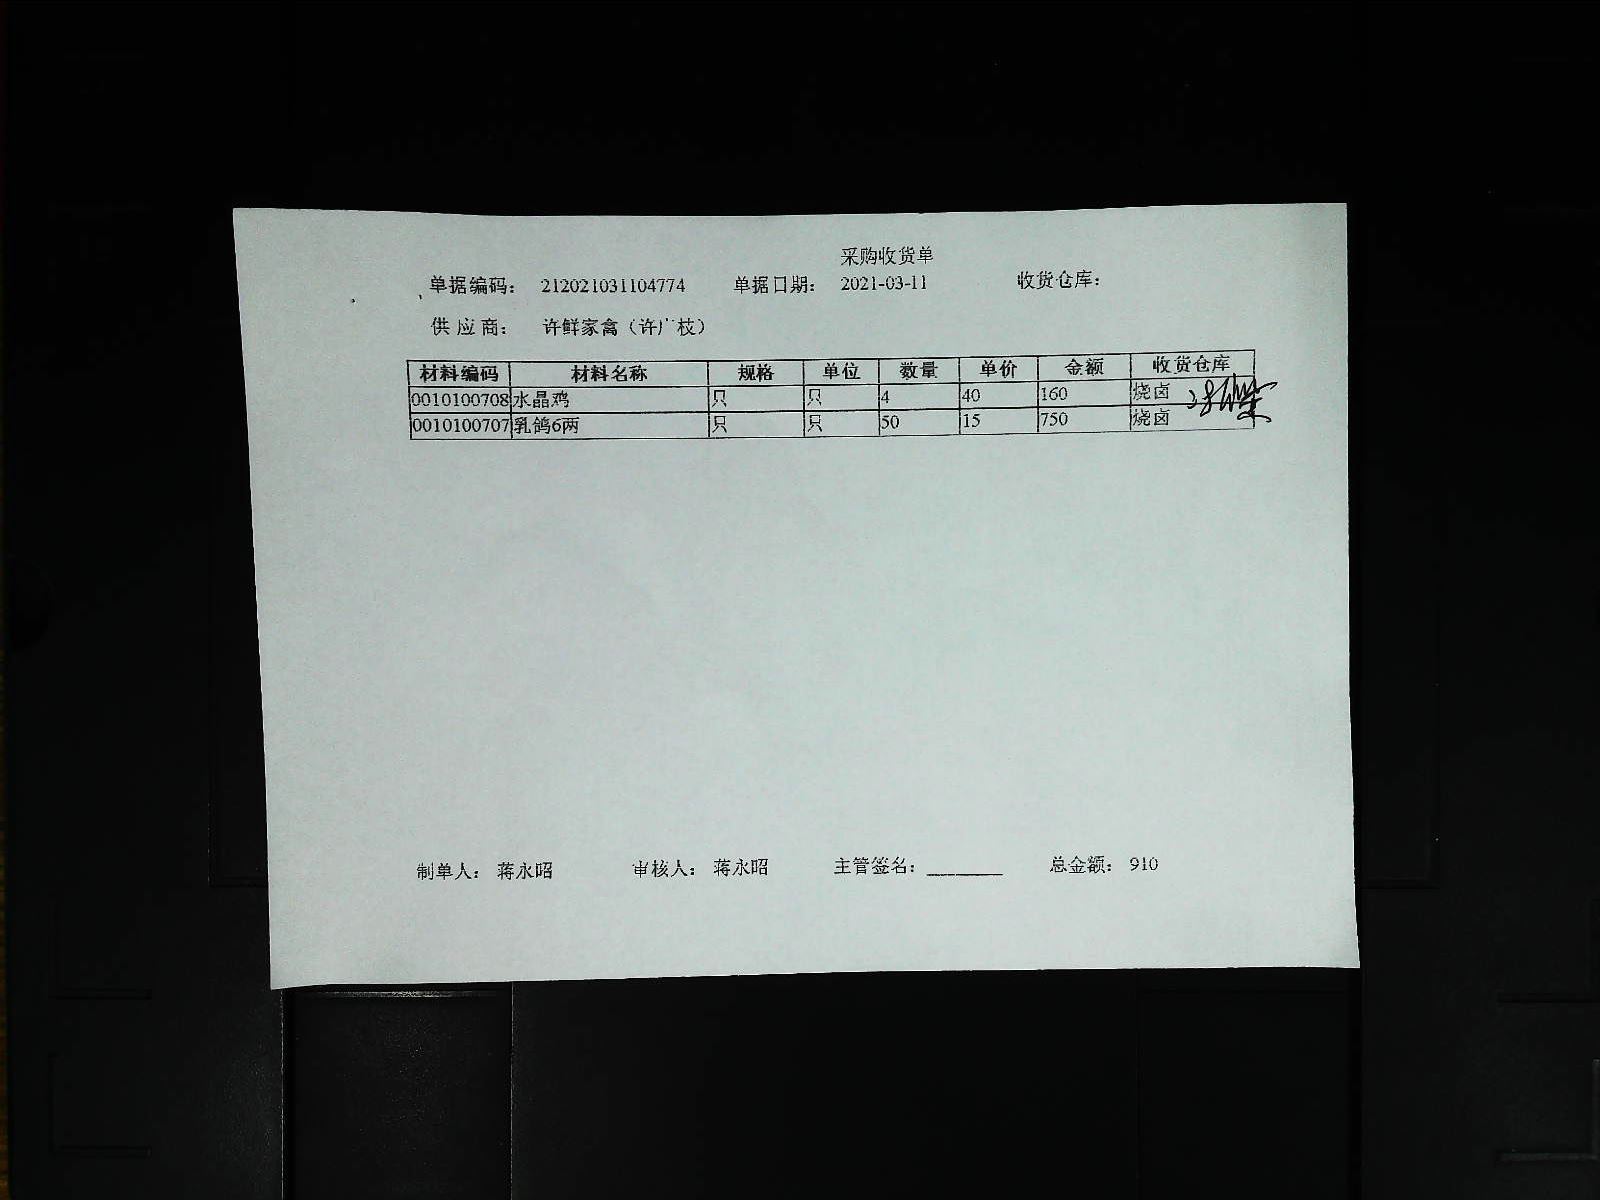 采购收货单
单据编码： 212021031104774 单据日期： 2021-03-11 收货仓库：
供 应 商： 许鲜家禽（许广枝）
材料编码 材料名称 规格 单位 数量 单价 金额 收货仓库
0010100708 水晶鸡 只 只 4 40 160 烧卤
0010100707 乳鸽6两 只 只 50 15 750 烧卤
制单人： 蒋永昭 审核人： 蒋永昭 主管签名： 总金额： 910